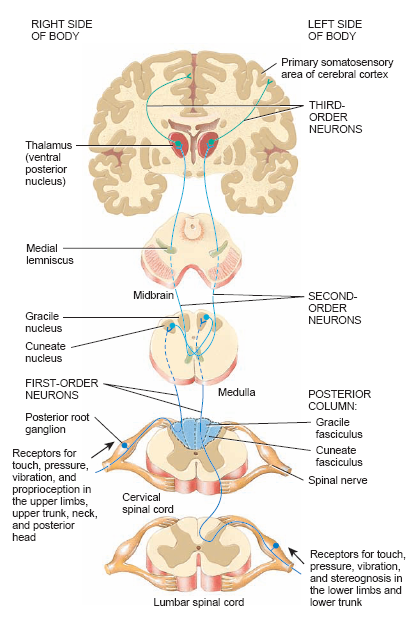 RIGHT SIDE
OF BODY
LEFT SIDE
OF BODY
Primary somatosensory
area of cerebral cortex
THIRD-
ORDER
NEURONS
Thalamus
(ventral
posterior
nucleus)
Medial
lemniscus
Midbrain
SECOND-
ORDER
NEURONS
Gracile
nucleus
Cuneate
nucleus
FIRST-ORDER
NEURONS
Medulla
POSTERIOR
COLUMN:
Gracile
fasciculus
Cuneate
fasciculus
Spinal nerve
Posterior root
ganglion
Receptors for
touch, pressure,
vibration, and
proprioception in
the upper limbs,
upper trunk, neck,
and posterior
head
Cervical
spinal cord
Receptors for touch,
pressure, vibration,
and stereognosis in
the lower limbs and
lower trunk
Lumbar spinal cord